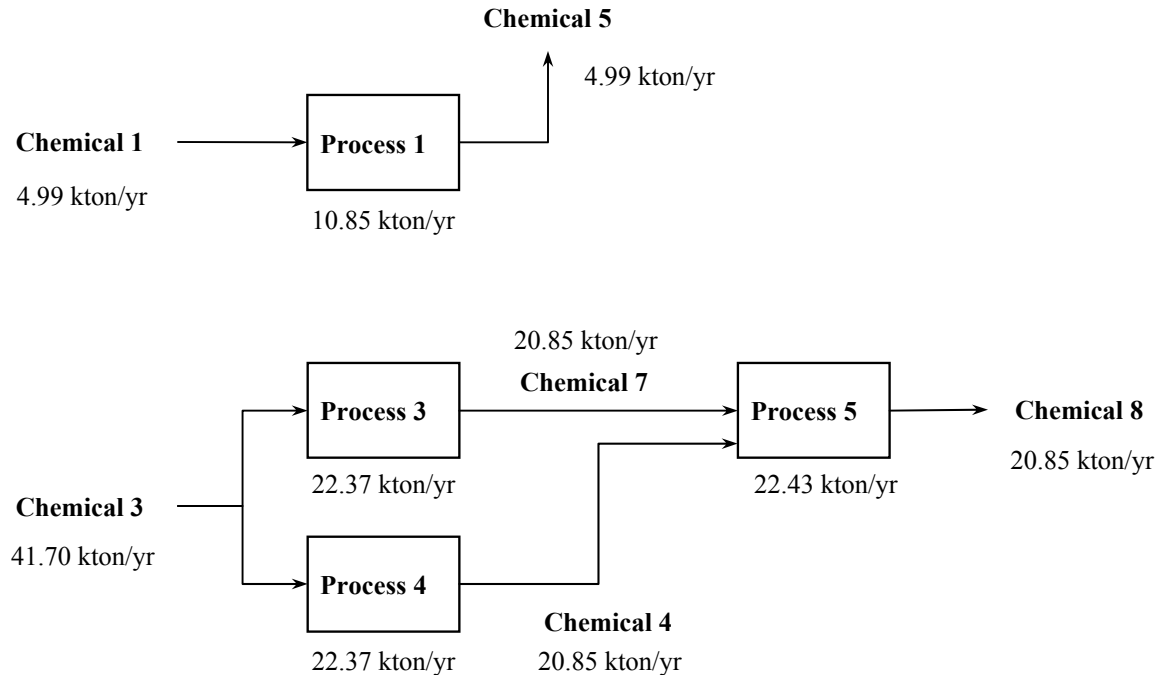 Chemical 5
4.99 kton/yr
Chemical 1
Process 1
4.99 kton/yr
10.85 kton/yr
20.85 kton/yr
Chemical 7
Process 3
Process 5
Chemical 8
22.37 kton/yr
22.43 kton/yr
20.85 kton/yr
Chemical 3
41.70 kton/yr
Process 4
Chemical 4
22.37 kton/yr
20.85 kton/yr